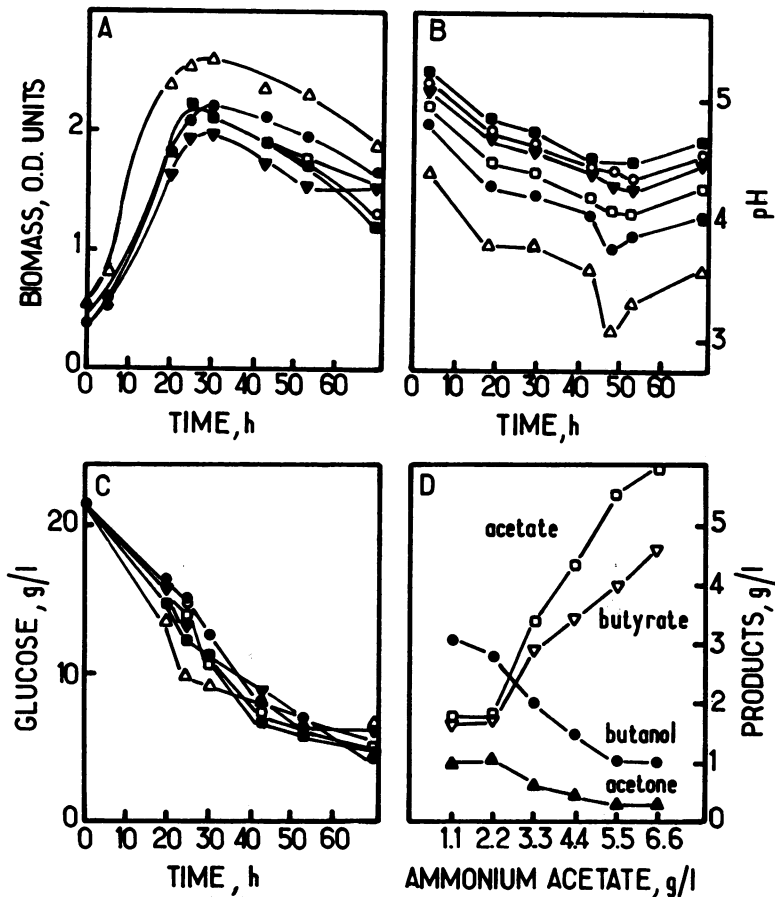 A
BIOMASS, O.D. UNITS
2
1
0
0 10 20 30 40 50 60
TIME, h
B
pH
5
4
3
0 10 20 30 40 50 60
TIME, h
C
GLUCOSE, g/l
20
10
0
0 10 20 30 40 50 60
TIME, h
D
acetate
butyrate
butanol
acetone
PRODUCTS, g/l
5
4
3
2
1
0
1.1 2.2 3.3 4.4 5.5 6.6
AMMONIUM ACETATE, g/l